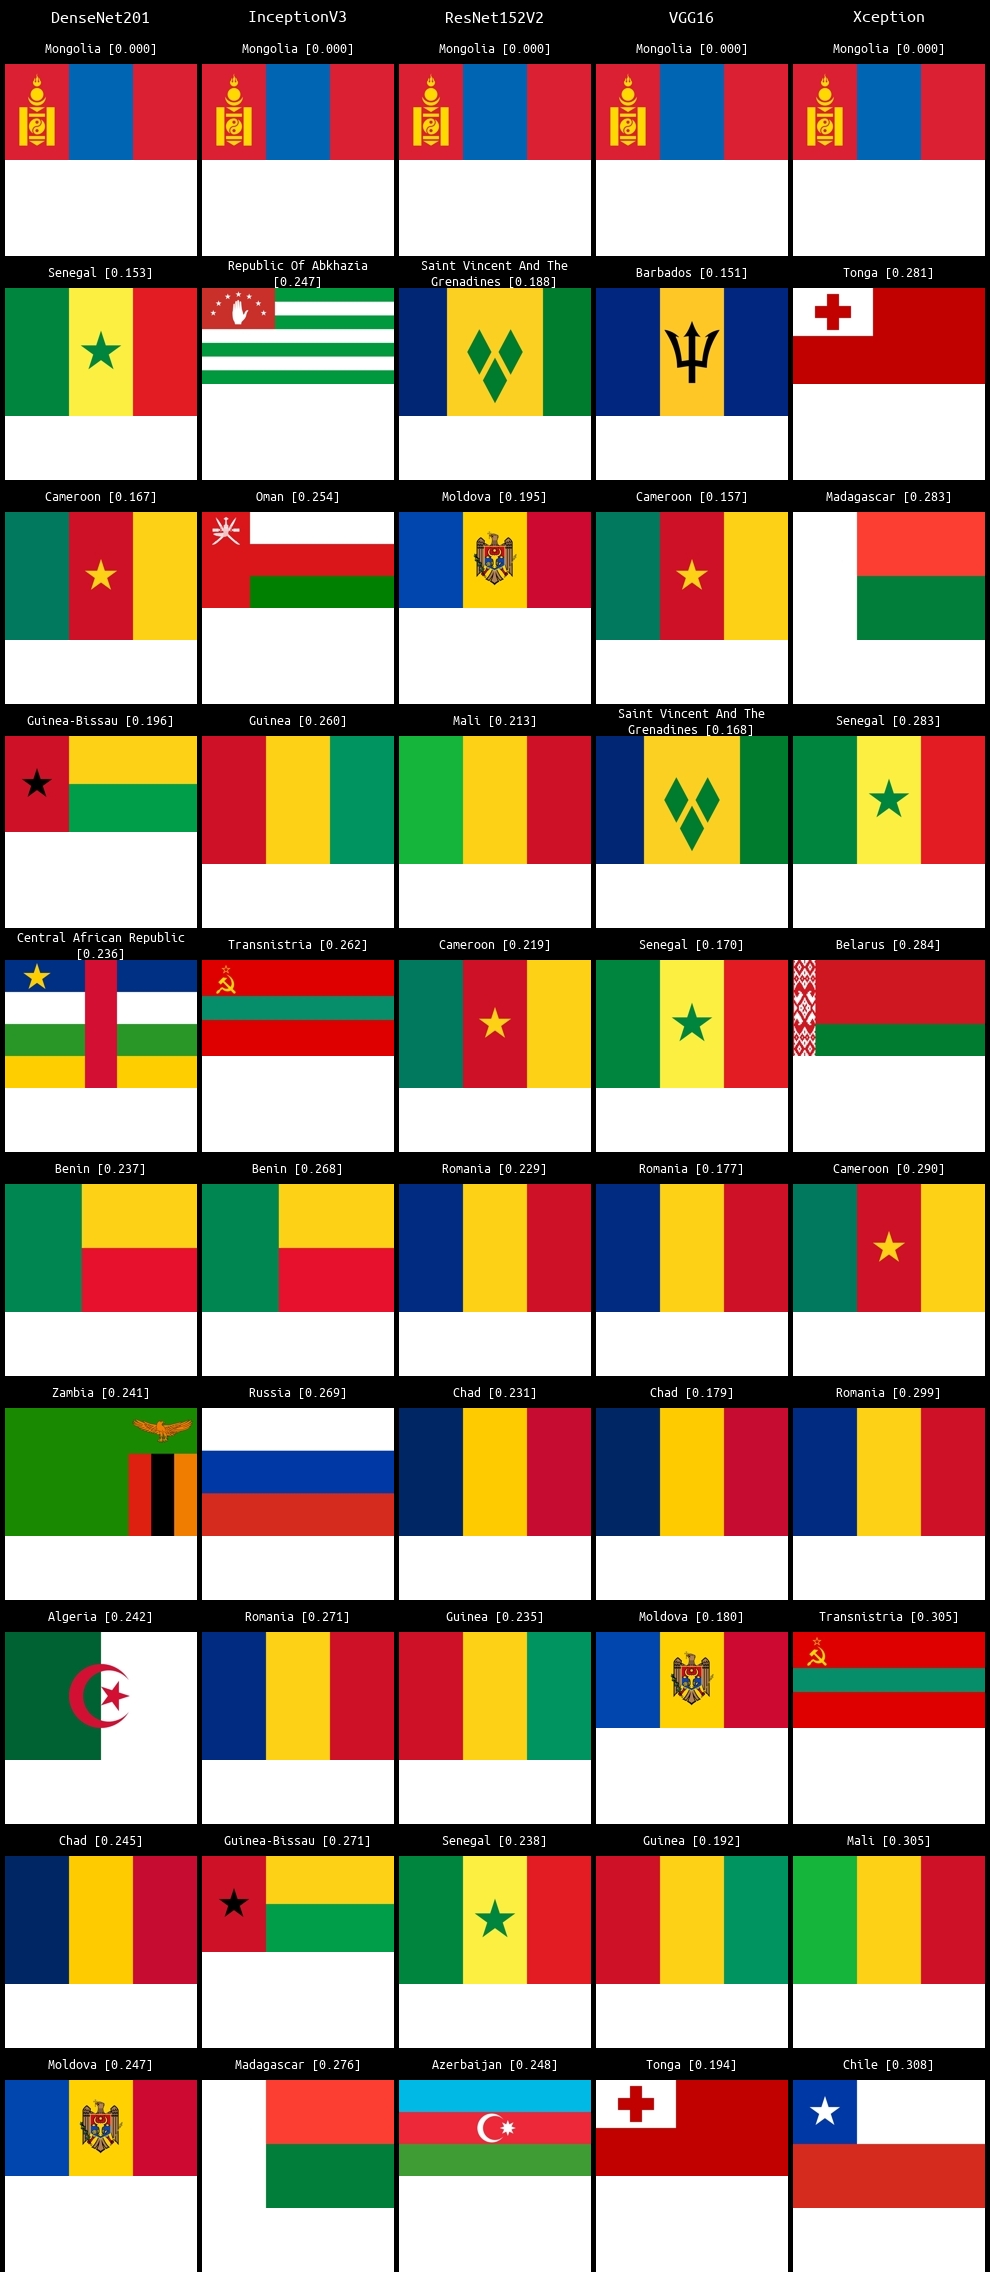 DenseNet201 InceptionV3 ResNet152V2 VGG16 Xception
Mongolia [0.000] Mongolia [0.000] Mongolia [0.000] Mongolia [0.000] Mongolia [0.000]
Senegal [0.153] Republic Of Abkhazia [0.247] Saint Vincent And The Grenadines [0.188] Barbados [0.151] Tonga [0.281]
Cameroon [0.167] Oman [0.254] Moldova [0.195] Cameroon [0.157] Madagascar [0.283]
Guinea-Bissau [0.196] Guinea [0.260] Mali [0.213] Saint Vincent And The Grenadines [0.168] Senegal [0.283]
Central African Republic [0.236] Transnistria [0.262] Cameroon [0.219] Senegal [0.170] Belarus [0.284]
Benin [0.237] Benin [0.268] Romania [0.229] Romania [0.177] Cameroon [0.290]
Zambia [0.241] Russia [0.269] Chad [0.231] Chad [0.179] Romania [0.299]
Algeria [0.242] Romania [0.271] Guinea [0.235] Moldova [0.180] Transnistria [0.305]
Chad [0.245] Guinea-Bissau [0.271] Senegal [0.238] Guinea [0.192] Mali [0.305]
Moldova [0.247] Madagascar [0.276] Azerbaijan [0.248] Tonga [0.194] Chile [0.308]